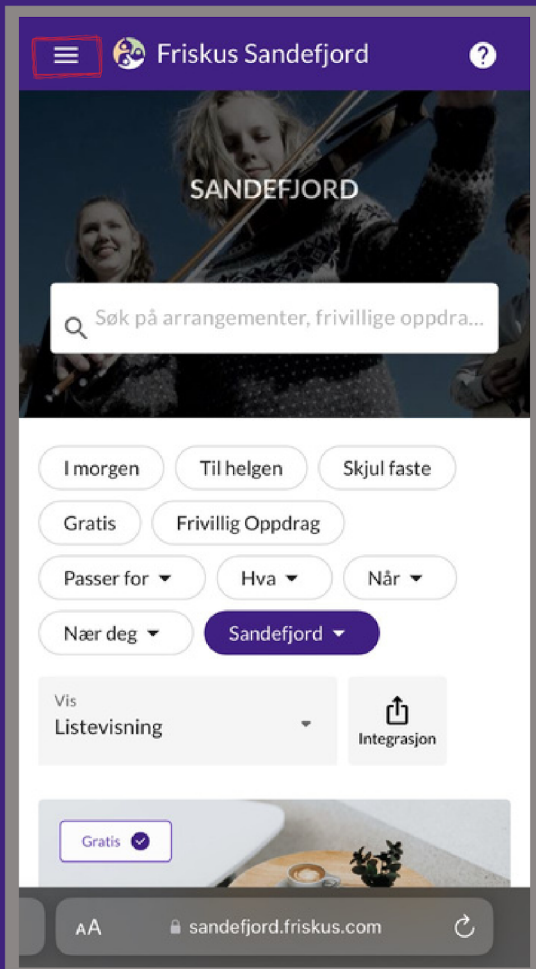 Friskus Sandefjord ?
SANDEFJORD
Søk på arrangementer, frivillige oppdra...
I morgen Til helgen Skjul faste
Gratis Frivillig Oppdrag
Passer for Hva Når
Nær deg Sandefjord
Vis
Listevisning
Integrasjon
Gratis
AA sandefjord.friskus.com